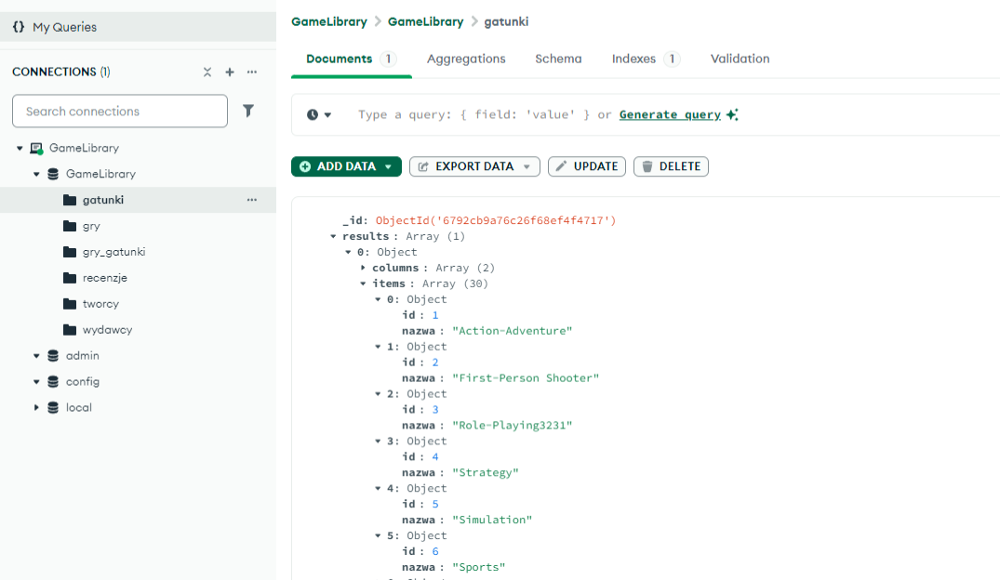 {} My Queries
CONNECTIONS (1)
Search connections
GameLibrary
GameLibrary
gatunki
gry
gry_gatunki
recenzje
tworcy
wydawcy
admin
config
local
GameLibrary > GameLibrary > gatunki
Documents 1 Aggregations Schema Indexes 1 Validation
Type a query: { field: 'value' } or Generate query
ADD DATA EXPORT DATA UPDATE DELETE
_id: ObjectId('6792cb9a76c26f68ef4f4717')
results : Array (1)
0: Object
columns : Array (2)
items : Array (30)
0: Object
id : 1
nazwa : "Action-Adventure"
1: Object
id : 2
nazwa : "First-Person Shooter"
2: Object
id : 3
nazwa : "Role-Playing3231"
3: Object
id : 4
nazwa : "Strategy"
4: Object
id : 5
nazwa : "Simulation"
5: Object
id : 6
nazwa : "Sports"